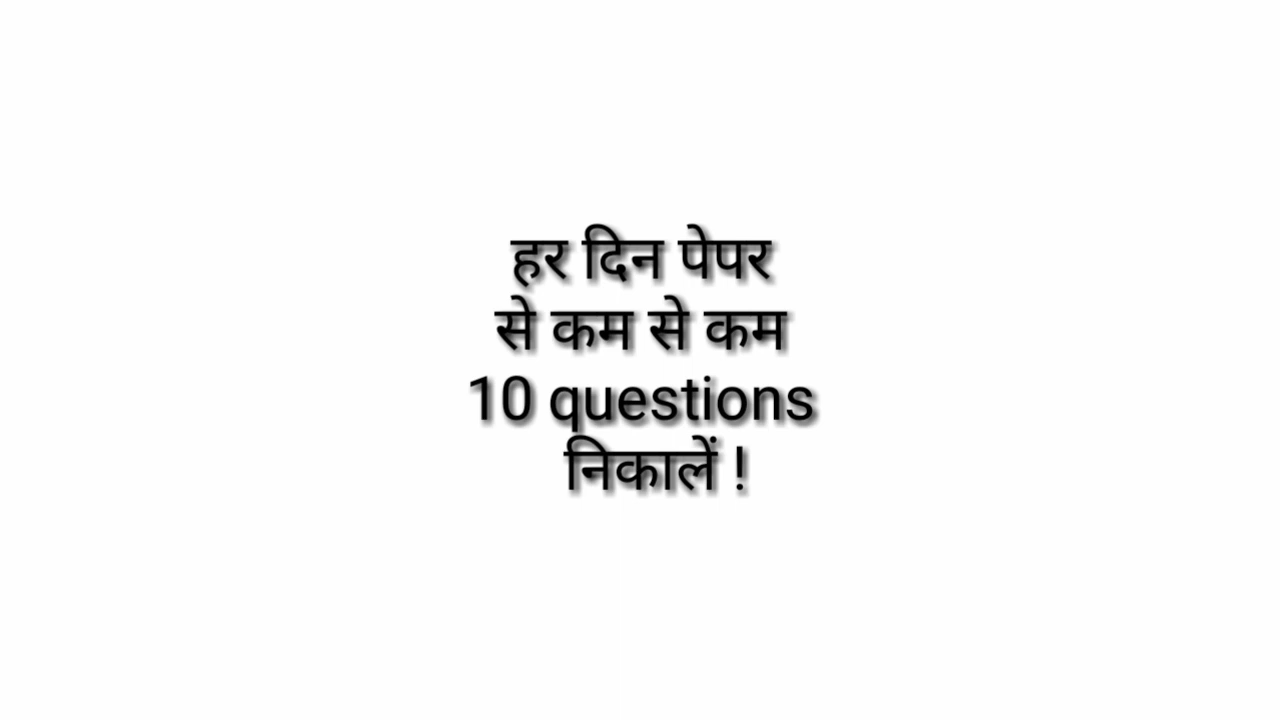 हर दिन पेपर
से कम से कम
10 questions
निकालें !